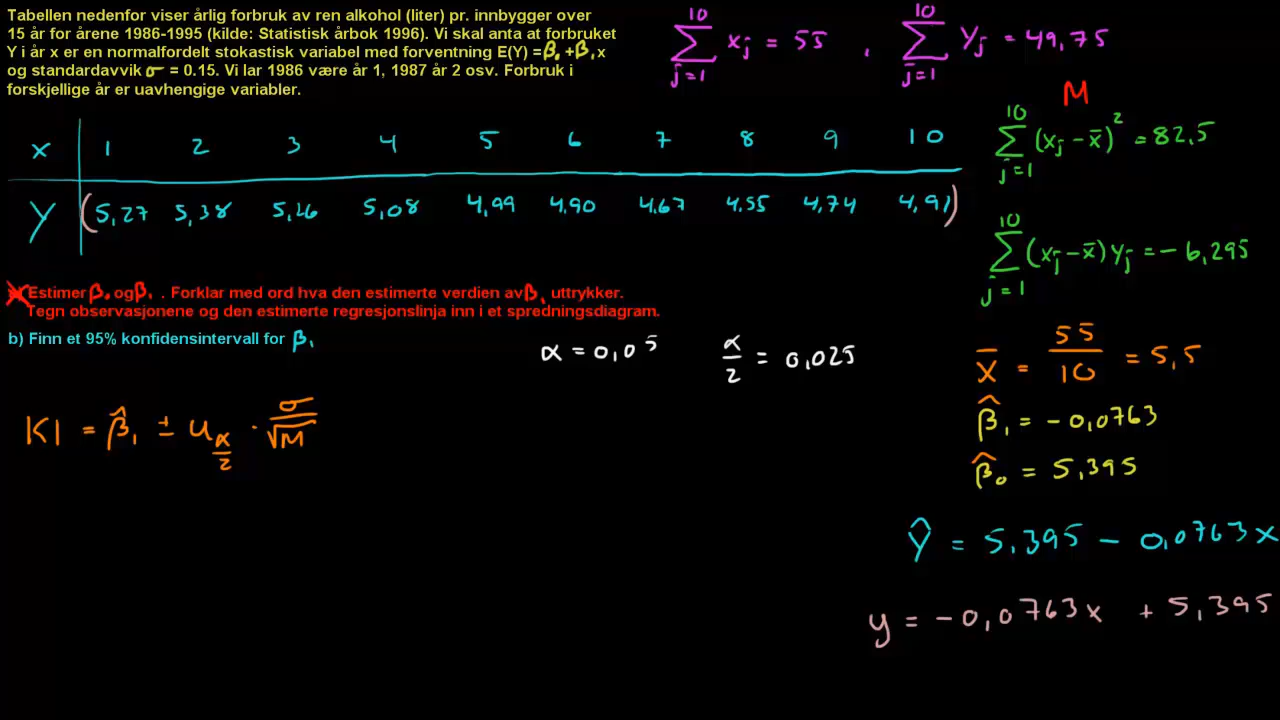 Tabellen nedenfor viser årlig forbruk av ren alkohol (liter) pr. innbygger over
15 år for årene 1986-1995 (kilde: Statistisk årbok 1996). Vi skal anta at forbruket
Y i år x er en normalfordelt stokastisk variabel med forventning E(Y) =β₀+β₁x
og standardavvik σ = 0.15. Vi lar 1986 være år 1, 1987 år 2 osv. Forbruk i
forskjellige år er uavhengige variabler.
∑_{j=1}^{10} x_j = 55 , ∑_{j=1}^{10} Y_j = 49,75
M
∑_{j=1}^{10} (x_j - x̄)² = 82,5
x 1 2 3 4 5 6 7 8 9 10
Y (5,27 5,38 5,26 5,08 4,99 4,90 4,67 4,55 4,74 4,91)
∑_{j=1}^{10} (x_j - x̄) Y_j = - 6,295
Estimer β₀ og β₁ . Forklar med ord hva den estimerte verdien av β₁ uttrykker.
Tegn observasjonene og den estimerte regresjonslinja inn i et spredningsdiagram.
b) Finn et 95% konfidensintervall for β₁
α = 0,05 α/2 = 0,025
x̄ = 55/10 = 5,5
KI = β̂₁ ± u_{α/2} · σ/√M
β̂₁ = - 0,0763
β̂₀ = 5,395
Ŷ = 5,395 - 0,0763x
y = -0,0763x + 5,395